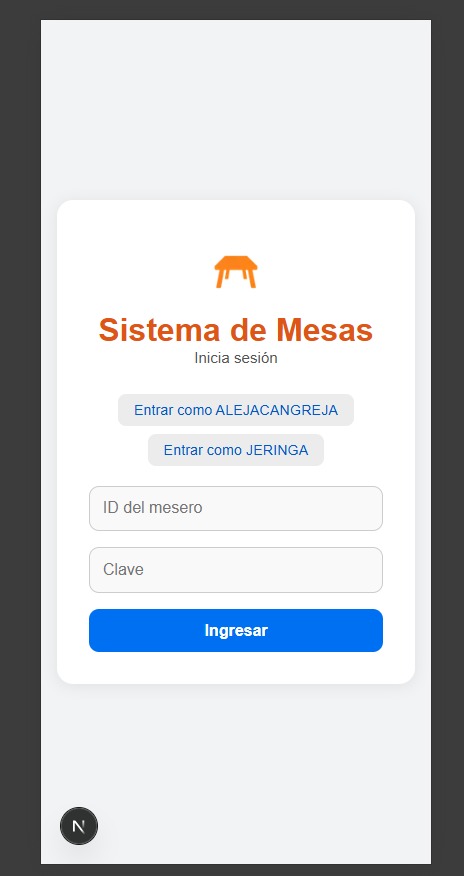 Sistema de Mesas
Inicia sesión
Entrar como ALEJACANGREJA
Entrar como JERINGA
ID del mesero
Clave
Ingresar
N